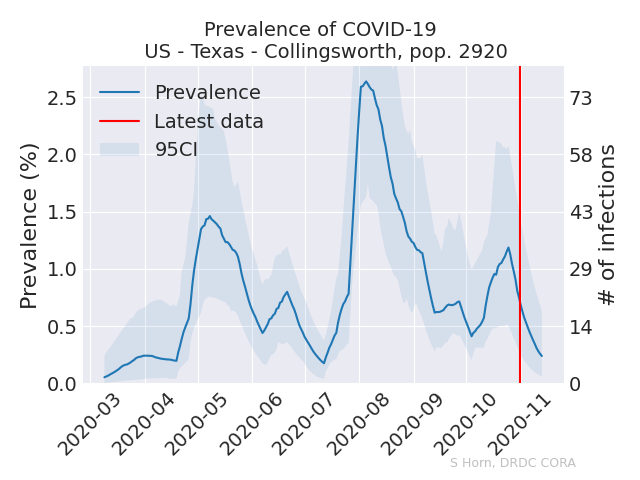 Prevalence of COVID-19
US - Texas - Collingsworth, pop. 2920
Prevalence
Latest data
95CI
Prevalence (%)
2.5
2.0
1.5
1.0
0.5
0.0
73
58
43
29
14
0
# of infections
2020-03
2020-04
2020-05
2020-06
2020-07
2020-08
2020-09
2020-10
2020-11
S Horn, DRDC CORA